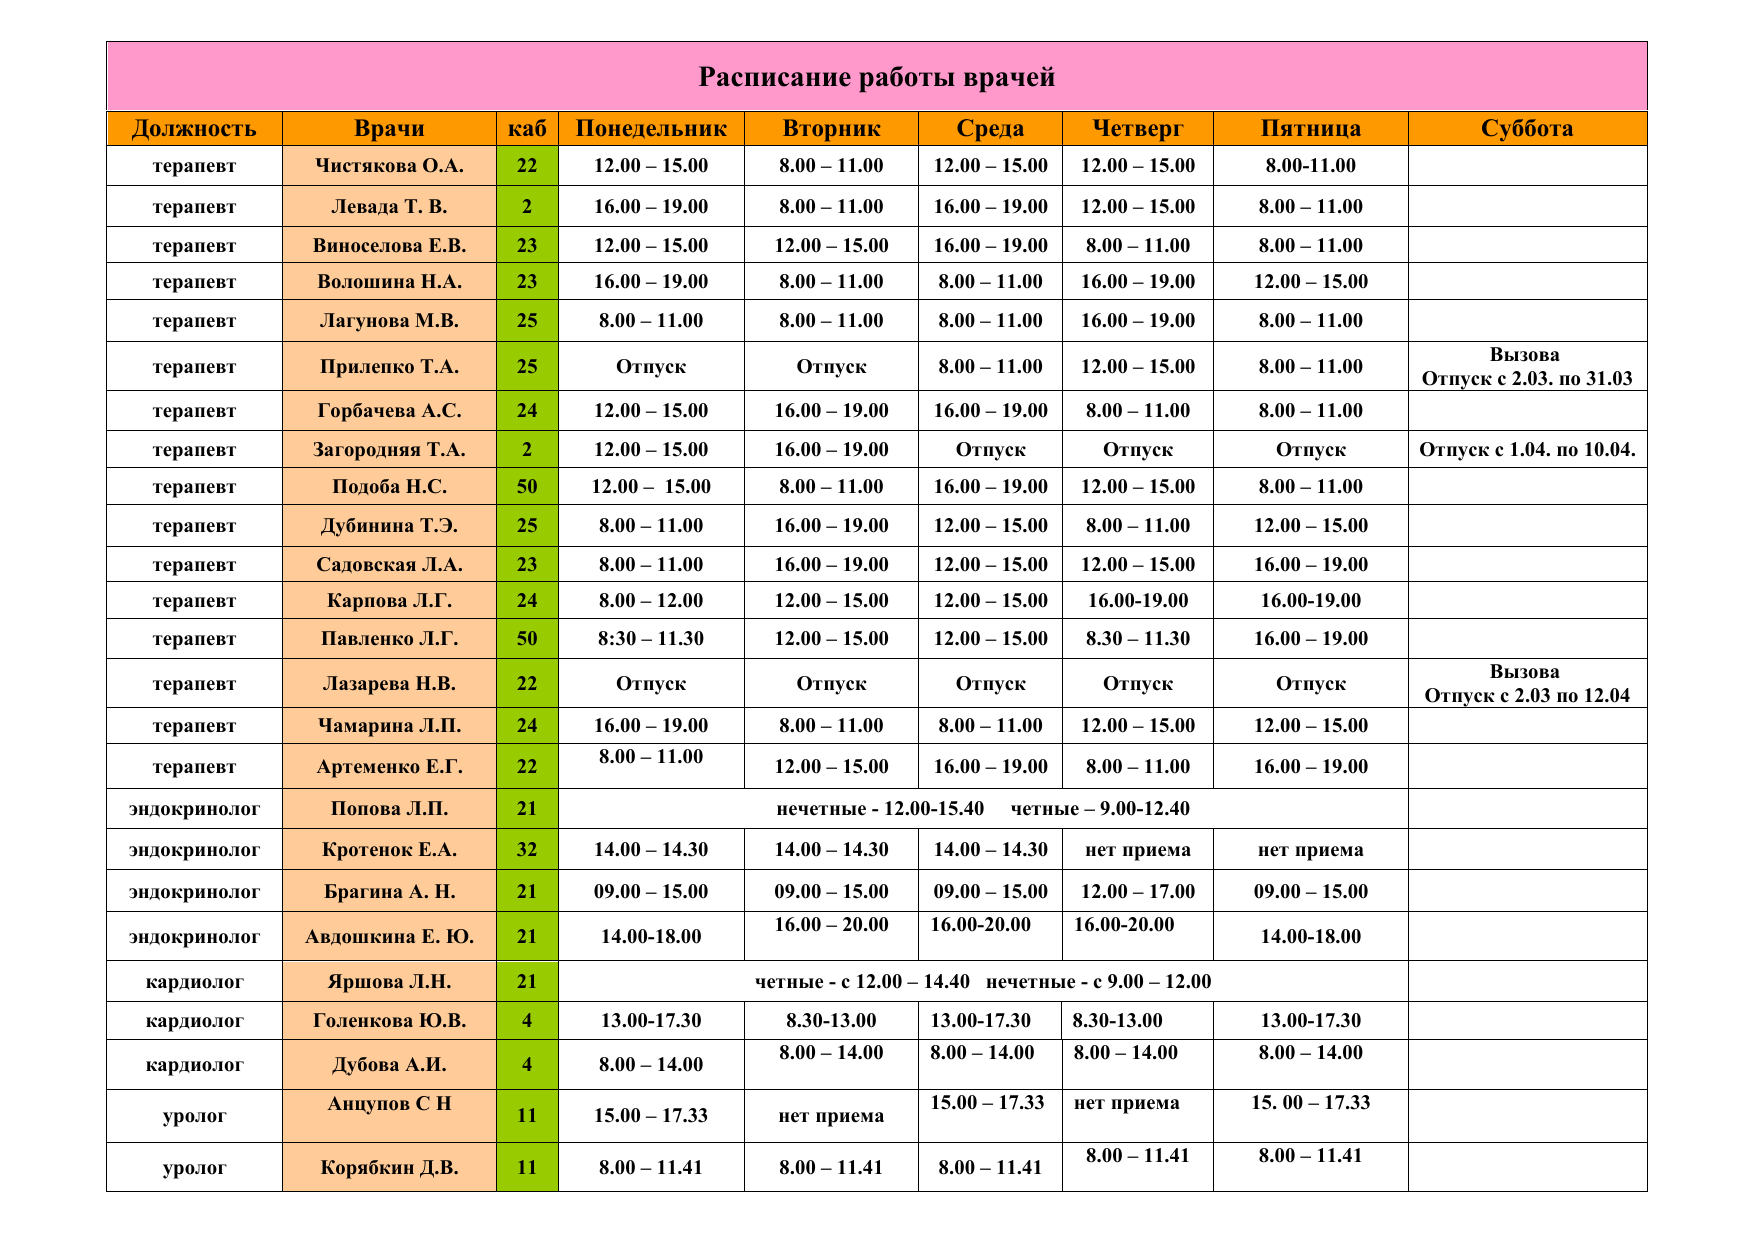 Расписание работы врачей
Должность Врачи каб Понедельник Вторник Среда Четверг Пятница Суббота
терапевт Чистякова О.А. 22 12.00 – 15.00 8.00 – 11.00 12.00 – 15.00 12.00 – 15.00 8.00-11.00
терапевт Левада Т. В. 2 16.00 – 19.00 8.00 – 11.00 16.00 – 19.00 12.00 – 15.00 8.00 – 11.00
терапевт Виноселова Е.В. 23 12.00 – 15.00 12.00 – 15.00 16.00 – 19.00 8.00 – 11.00 8.00 – 11.00
терапевт Волошина Н.А. 23 16.00 – 19.00 8.00 – 11.00 8.00 – 11.00 16.00 – 19.00 12.00 – 15.00
терапевт Лагунова М.В. 25 8.00 – 11.00 8.00 – 11.00 8.00 – 11.00 16.00 – 19.00 8.00 – 11.00
терапевт Прилепко Т.А. 25 Отпуск Отпуск 8.00 – 11.00 12.00 – 15.00 8.00 – 11.00 Вызова
Отпуск с 2.03. по 31.03
терапевт Горбачева А.С. 24 12.00 – 15.00 16.00 – 19.00 16.00 – 19.00 8.00 – 11.00 8.00 – 11.00
терапевт Загородняя Т.А. 2 12.00 – 15.00 16.00 – 19.00 Отпуск Отпуск Отпуск Отпуск с 1.04. по 10.04.
терапевт Подоба Н.С. 50 12.00 – 15.00 8.00 – 11.00 16.00 – 19.00 12.00 – 15.00 8.00 – 11.00
терапевт Дубинина Т.Э. 25 8.00 – 11.00 16.00 – 19.00 12.00 – 15.00 8.00 – 11.00 12.00 – 15.00
терапевт Садовская Л.А. 23 8.00 – 11.00 16.00 – 19.00 12.00 – 15.00 12.00 – 15.00 16.00 – 19.00
терапевт Карпова Л.Г. 24 8.00 – 12.00 12.00 – 15.00 12.00 – 15.00 16.00-19.00 16.00-19.00
терапевт Павленко Л.Г. 50 8:30 – 11.30 12.00 – 15.00 12.00 – 15.00 8.30 – 11.30 16.00 – 19.00
терапевт Лазарева Н.В. 22 Отпуск Отпуск Отпуск Отпуск Отпуск Вызова
Отпуск с 2.03 по 12.04
терапевт Чамарина Л.П. 24 16.00 – 19.00 8.00 – 11.00 8.00 – 11.00 12.00 – 15.00 12.00 – 15.00
терапевт Артеменко Е.Г. 22 8.00 – 11.00 12.00 – 15.00 16.00 – 19.00 8.00 – 11.00 16.00 – 19.00
эндокринолог Попова Л.П. 21 нечетные - 12.00-15.40 четные – 9.00-12.40
эндокринолог Кротенок Е.А. 32 14.00 – 14.30 14.00 – 14.30 14.00 – 14.30 нет приема нет приема
эндокринолог Брагина А. Н. 21 09.00 – 15.00 09.00 – 15.00 09.00 – 15.00 12.00 – 17.00 09.00 – 15.00
эндокринолог Авдошкина Е. Ю. 21 14.00-18.00 16.00 – 20.00 16.00-20.00 16.00-20.00 14.00-18.00
кардиолог Яршова Л.Н. 21 четные - с 12.00 – 14.40 нечетные - с 9.00 – 12.00
кардиолог Голенкова Ю.В. 4 13.00-17.30 8.30-13.00 13.00-17.30 8.30-13.00 13.00-17.30
кардиолог Дубова А.И. 4 8.00 – 14.00 8.00 – 14.00 8.00 – 14.00 8.00 – 14.00 8.00 – 14.00
уролог Анцупов С Н 11 15.00 – 17.33 нет приема 15.00 – 17.33 нет приема 15. 00 – 17.33
уролог Корябкин Д.В. 11 8.00 – 11.41 8.00 – 11.41 8.00 – 11.41 8.00 – 11.41 8.00 – 11.41